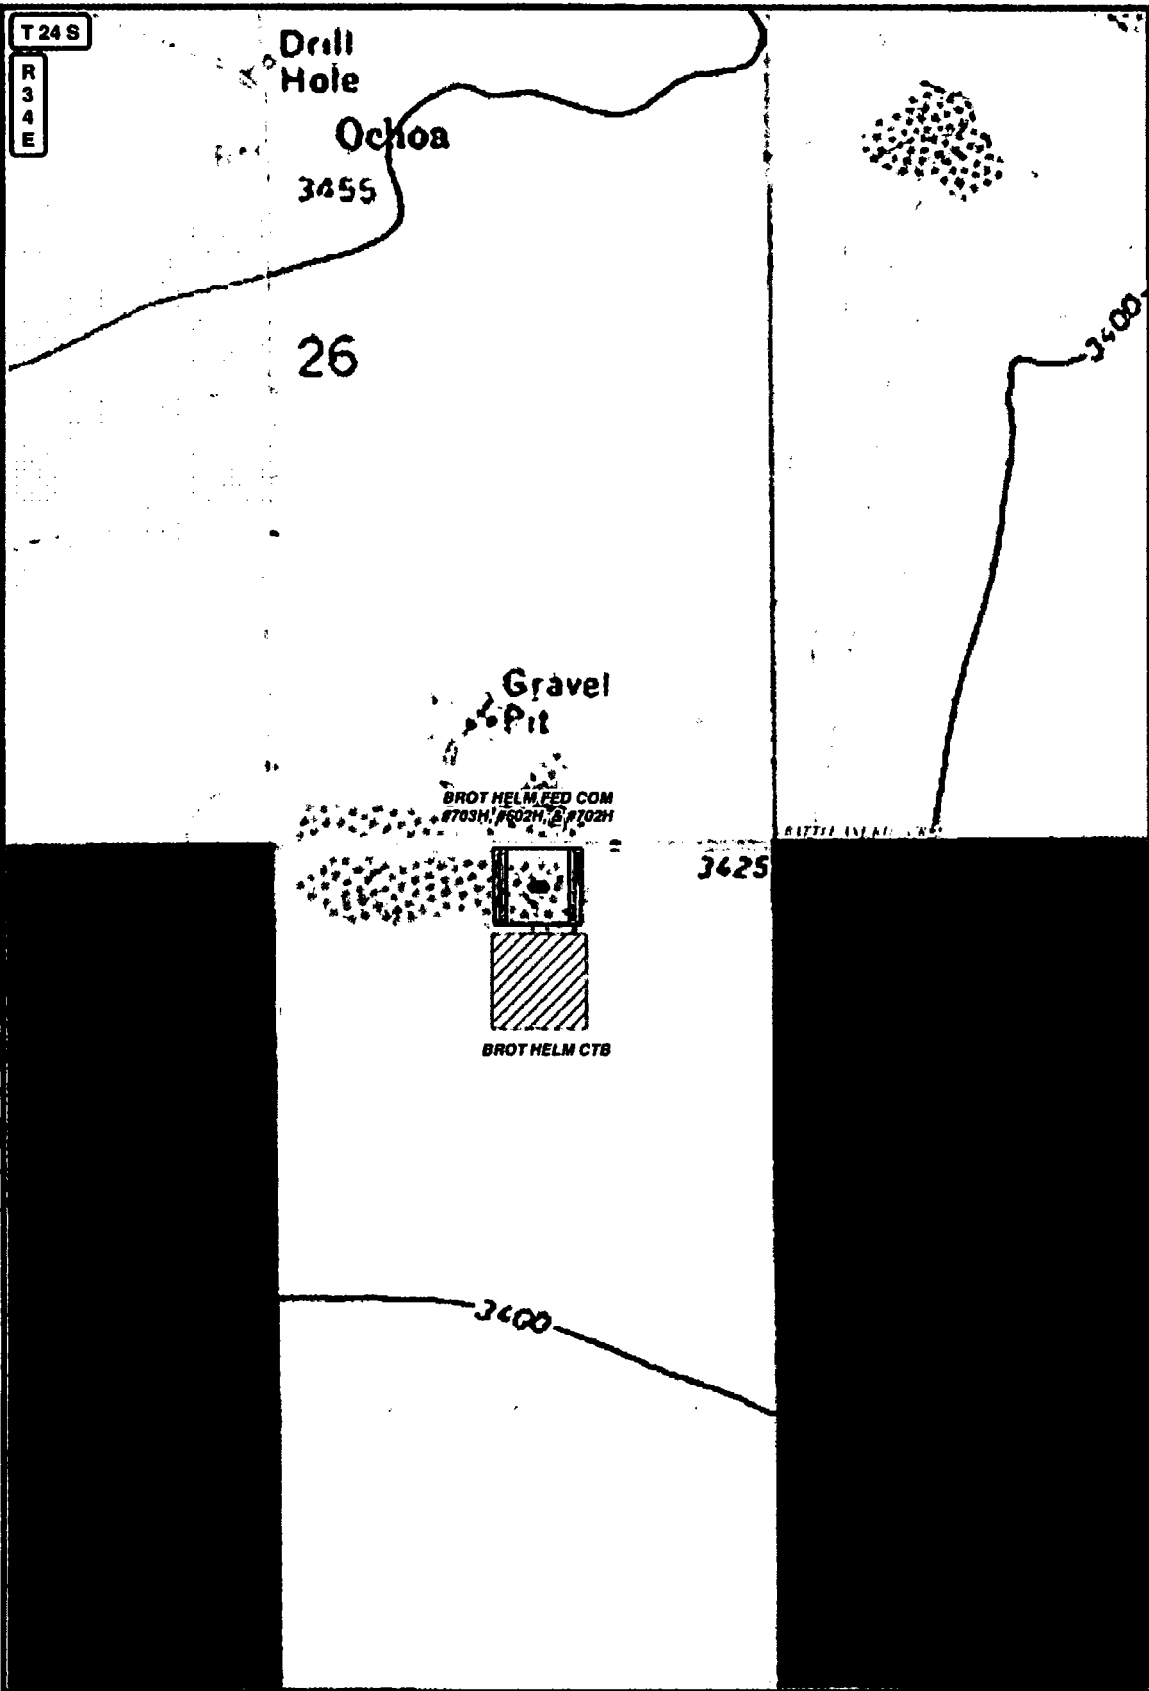 T 24 S
R
3
4
E
Drill
Hole
Ochoa
3455
26
3400
Gravel
Pit
BROT HELM FED COM
#703H, #602H, & #702H
3425
BROT HELM CTB
3400